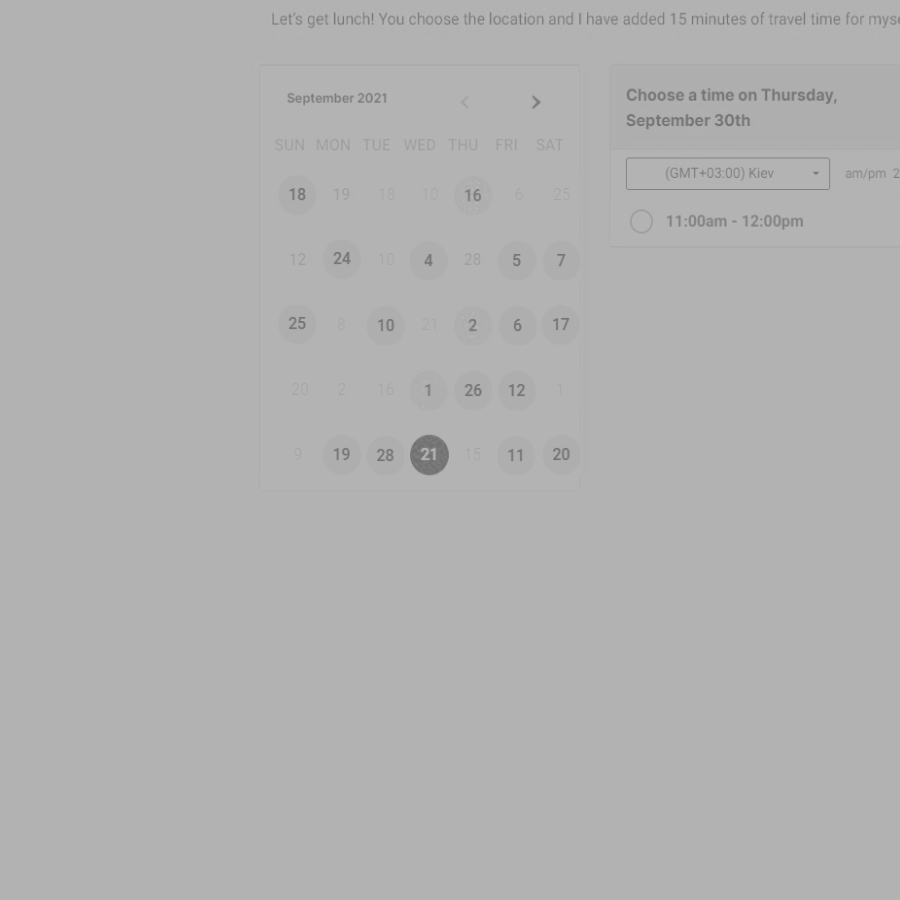 Let's get lunch! You choose the location and I have added 15 minutes of travel time for
September 2021
SUN MON TUE WED THU FRI SAT
18 19 18 10 16 6 25
12 24 10 4 28 5 7
25 8 10 21 2 6 17
20 2 16 1 26 12 1
9 19 28 21 15 11 20
Choose a time on Thursday,
September 30th
(GMT+03:00) Kiev am/pm
11:00am - 12:00pm